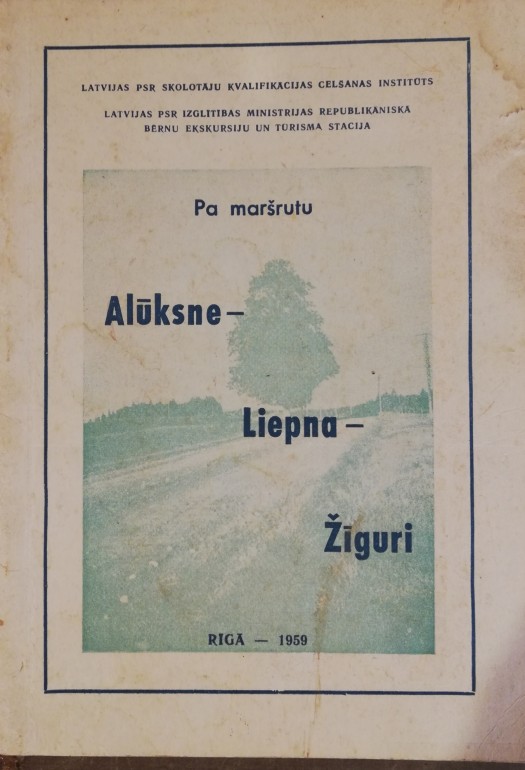 LATVIJAS PSR SKOLOTĀJU KVALIFIKĀCIJAS CELŠANAS INSTITŪTS
LATVIJAS PSR IZGLĪTĪBAS MINISTRIJAS REPUBLIKĀNISKĀ
BĒRNU EKSKURSIJU UN TŪRISMA STACIJA
Pa maršrutu
Alūksne–
Liepna–
Žīguri
RĪGĀ — 1959